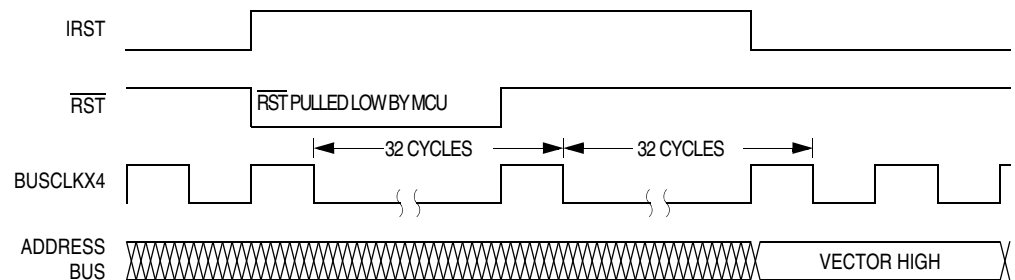 IRST
RST
RST PULLED LOW BY MCU
32 CYCLES
32 CYCLES
BUSCLKX4
ADDRESS
BUS
VECTOR HIGH